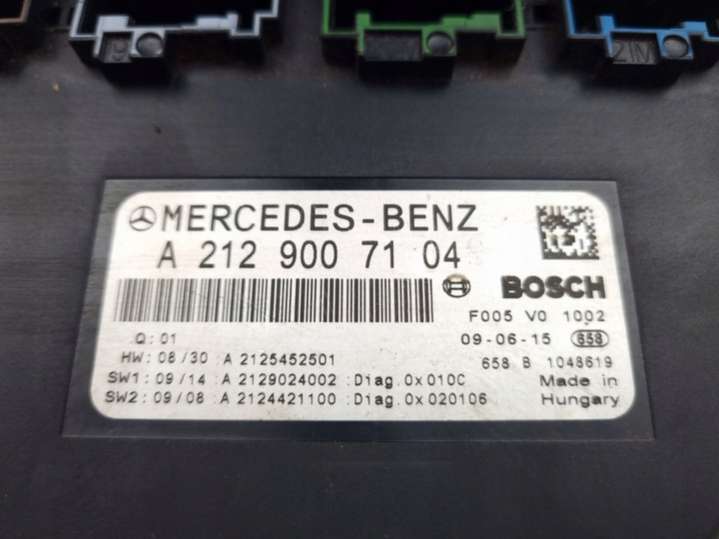 21M
MERCEDES-BENZ
A 212 900 71 04
BOSCH
F005 V0 1002
Q: 01
09-06-15 658
HW: 08/30 :A 2125452501
658 B 1048619
SW1: 09/14 :A 2129024002 :Diag.0x010C
Made in
SW2: 09/08 :A 2124421100 :Diag.0x020106
Hungary